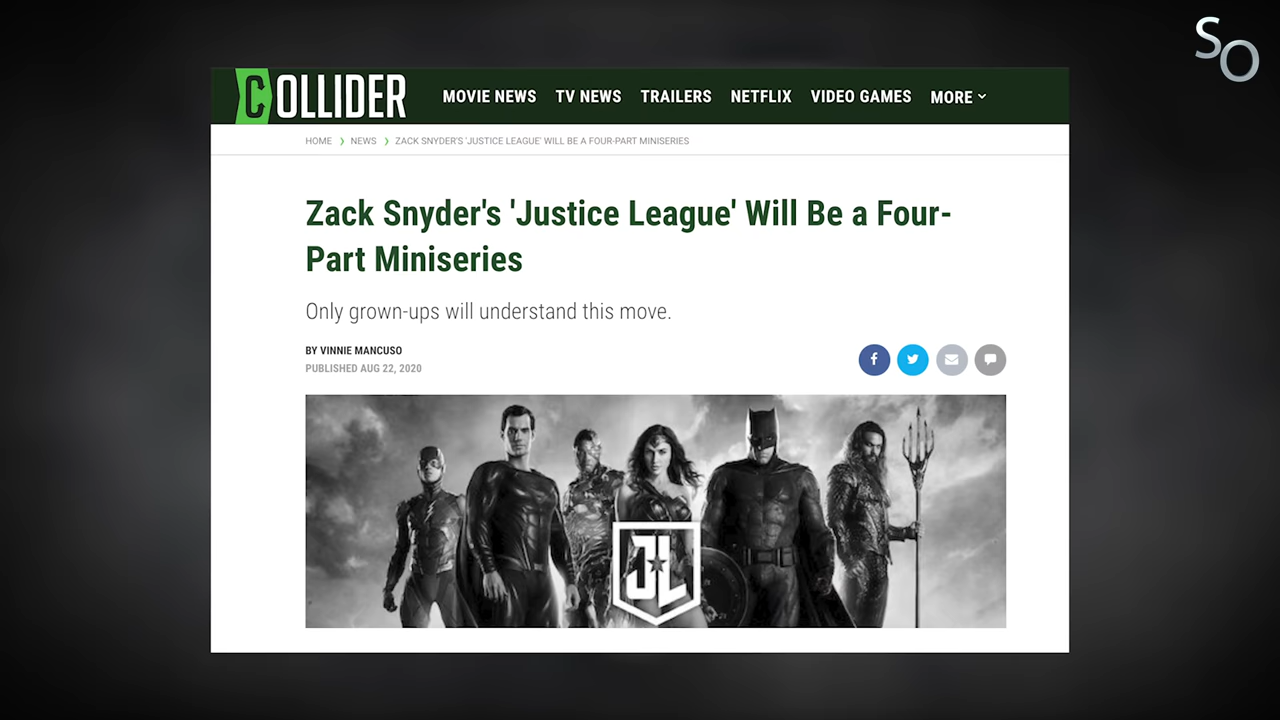 SO
COLLIDER
MOVIE NEWS TV NEWS TRAILERS NETFLIX VIDEO GAMES MORE
HOME > NEWS > ZACK SNYDER'S 'JUSTICE LEAGUE' WILL BE A FOUR-PART MINISERIES
Zack Snyder's 'Justice League' Will Be a Four-
Part Miniseries
Only grown-ups will understand this move.
BY VINNIE MANCUSO
PUBLISHED AUG 22, 2020
f
JL